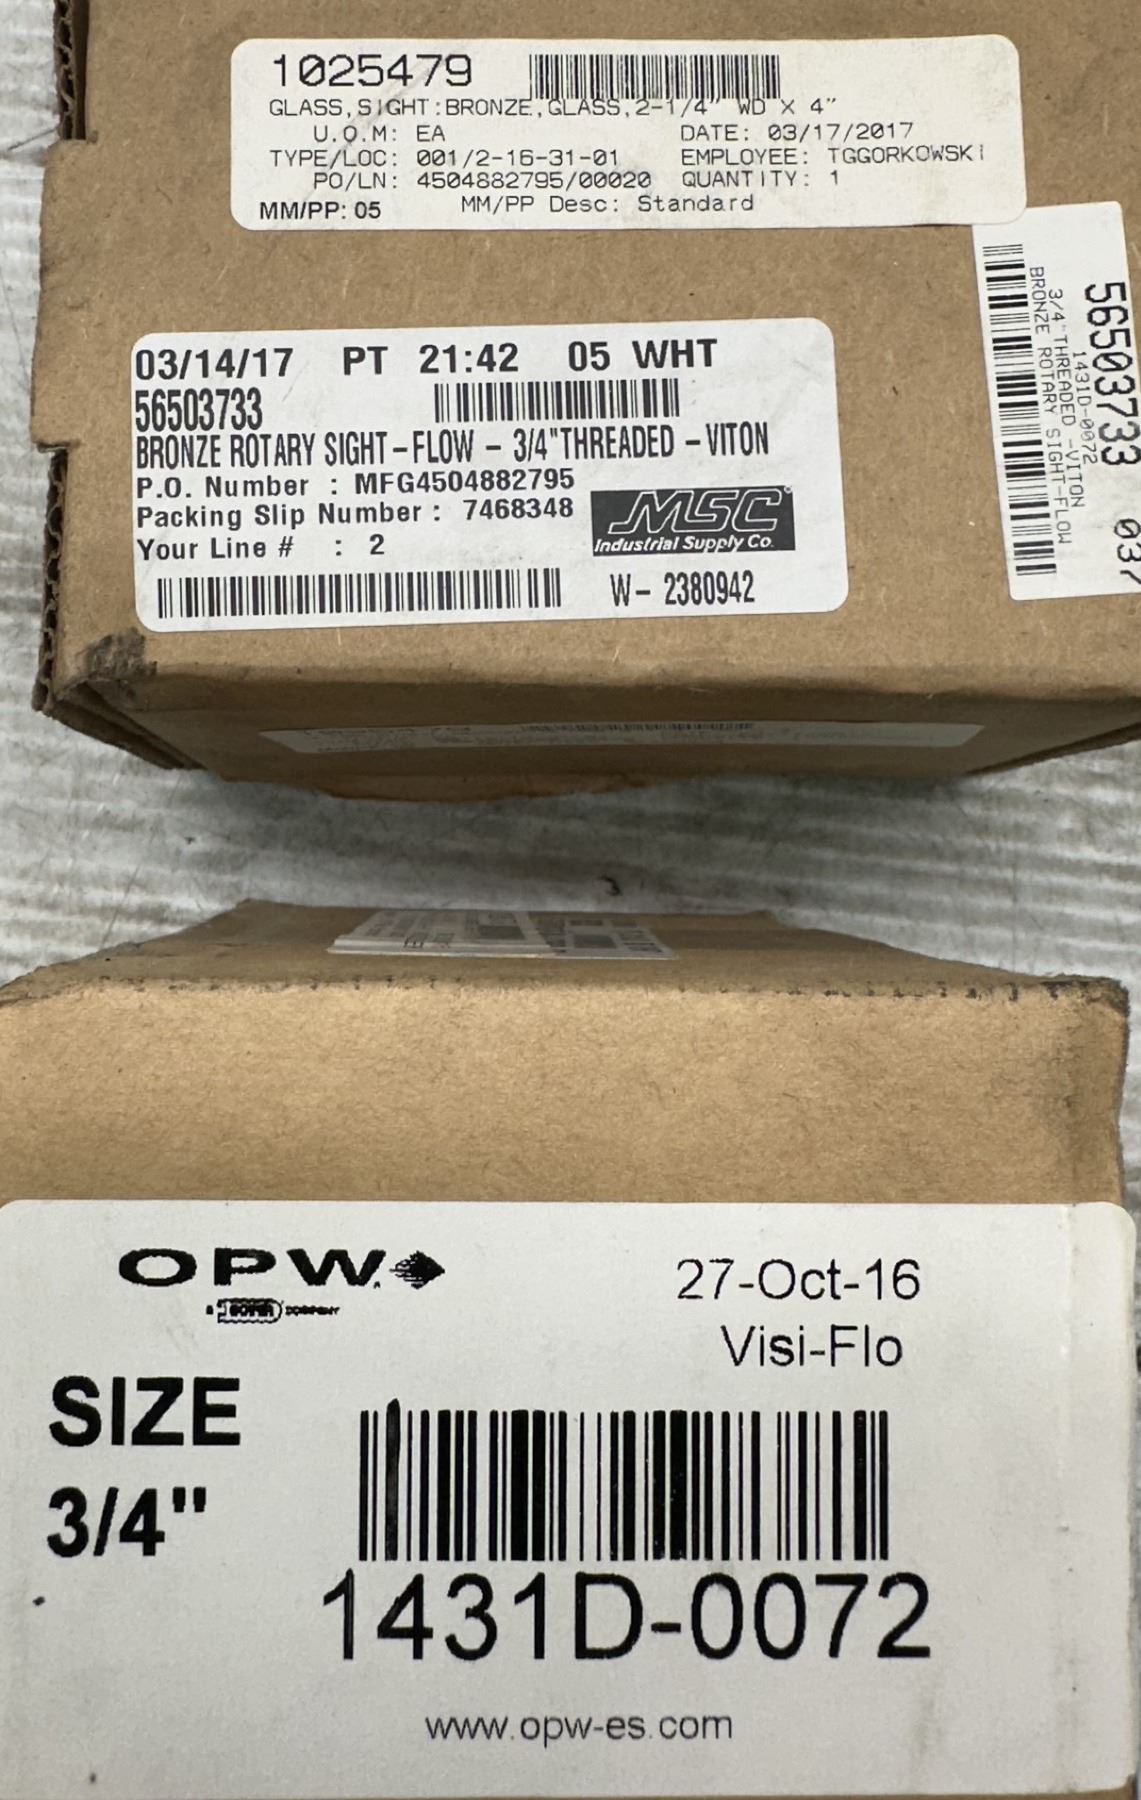 1025479
GLASS,SIGHT:BRONZE,GLASS,2-1/4" WD X 4"
U.O.M: EA DATE: 03/17/2017
TYPE/LOC: 001/2-16-31-01 EMPLOYEE: TGGORKOWSKI
PO/LN: 4504882795/00020 QUANTITY: 1
MM/PP: 05 MM/PP Desc: Standard
03/14/17 PT 21:42 05 WHT
56503733
BRONZE ROTARY SIGHT-FLOW - 3/4"THREADED -VITON
P.O. Number : MFG4504882795
Packing Slip Number : 7468348
Your Line # : 2
MSC
Industrial Supply Co.
W- 2380942
56503733 037
1431D-0072
3/4"THREADED -VITON
BRONZE ROTARY SIGHT-FLOW
OPW
A DOVER COMPANY
27-Oct-16
Visi-Flo
SIZE
3/4"
1431D-0072
www.opw-es.com